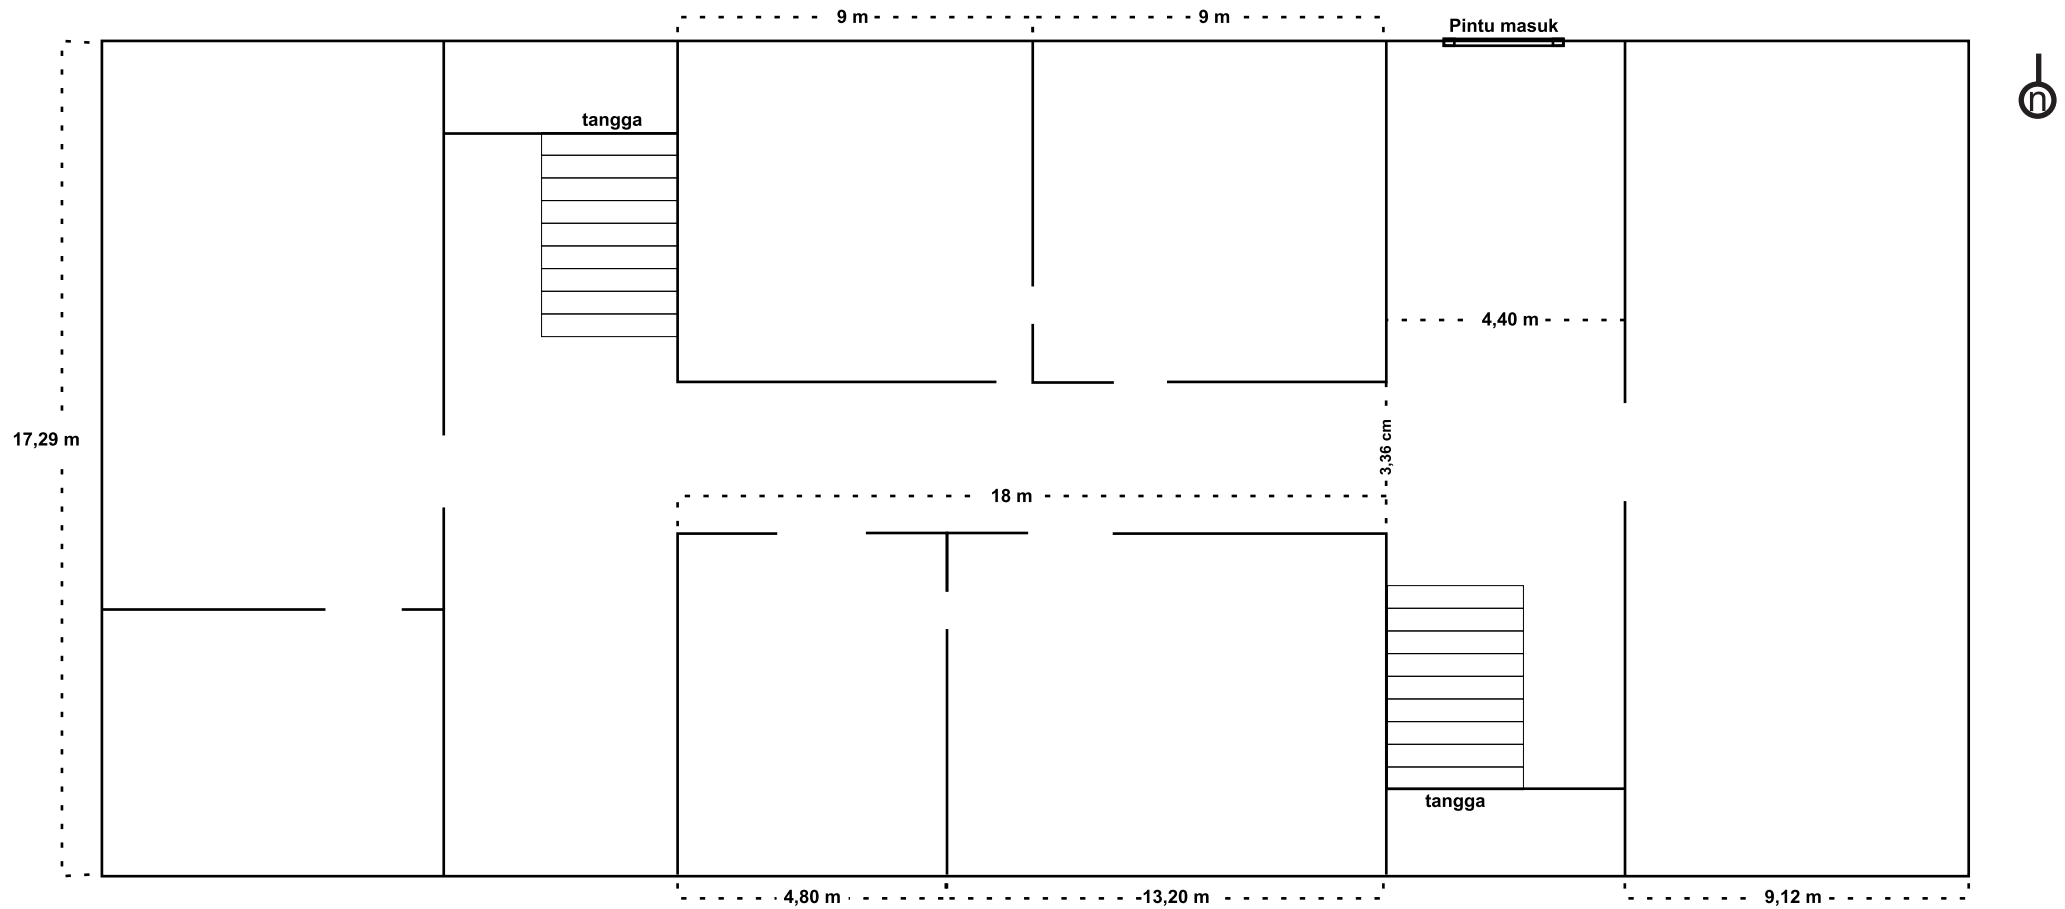 9 m
9 m
Pintu masuk
n
tangga
4,40 m
17,29 m
3,36 cm
18 m
tangga
4,80 m
13,20 m
9,12 m